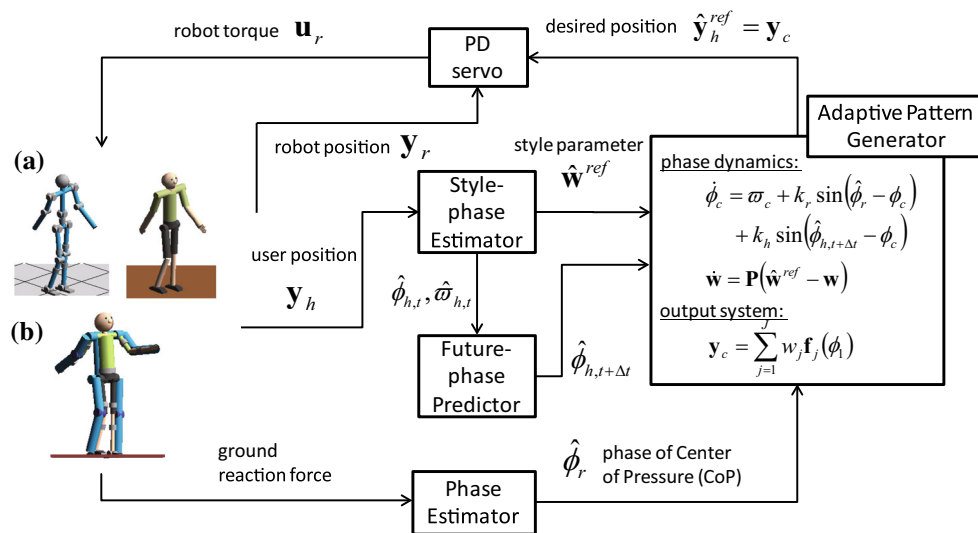 robot torque u_r
desired position ŷ_h^{ref} = y_c
PD
servo
Adaptive Pattern
Generator
robot position y_r
style parameter
ŵ^{ref}
(a)
phase dynamics:
φ̇_c = ϖ_c + k_r sin(φ̂_r − φ_c)
+ k_h sin(φ̂_{h,t+Δt} − φ_c)
ẇ = P(ŵ^{ref} − w)
output system:
y_c = ∑_{j=1}^{J} w_j f_j(φ_1)
Style-
phase
Estimator
user position
y_h
φ̂_{h,t}, ϖ̂_{h,t}
(b)
Future-
phase
Predictor
φ̂_{h,t+Δt}
ground
reaction force
φ̂_r phase of Center
of Pressure (CoP)
Phase
Estimator